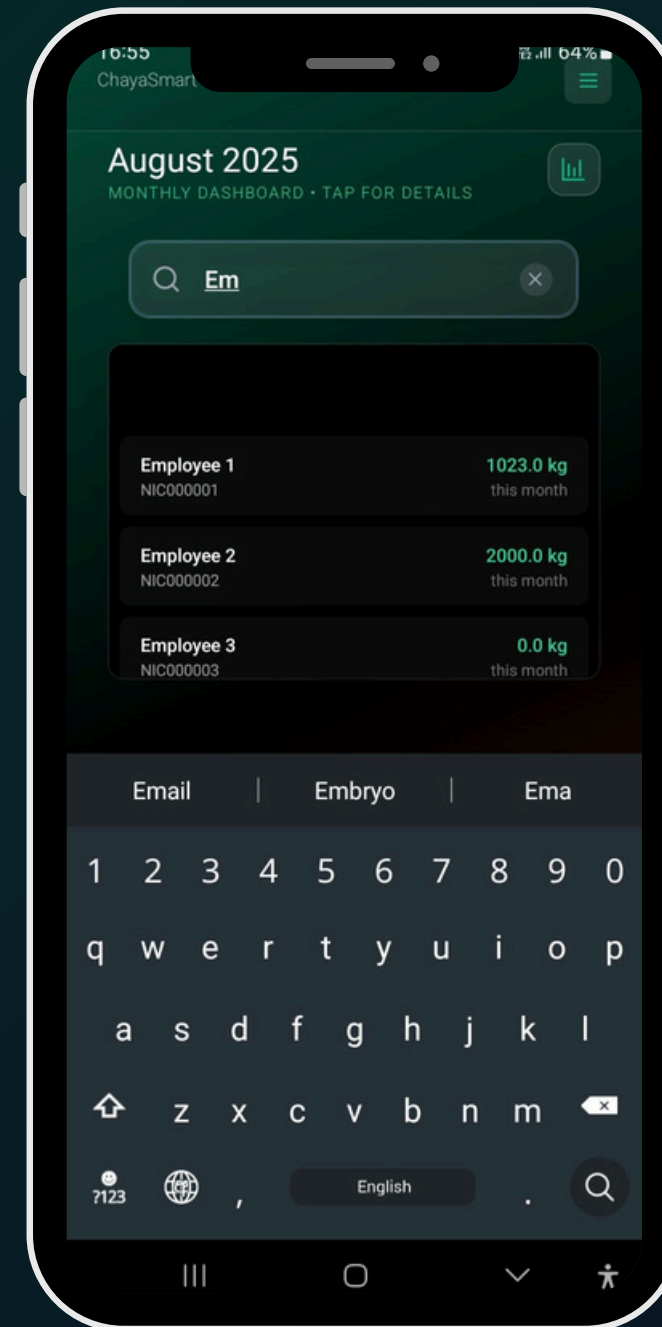 16:55 64%
ChayaSmart
August 2025
MONTHLY DASHBOARD • TAP FOR DETAILS
Em
Employee 1 1023.0 kg
NIC000001 this month
Employee 2 2000.0 kg
NIC000002 this month
Employee 3 0.0 kg
NIC000003 this month
Email | Embryo | Ema
1 2 3 4 5 6 7 8 9 0
q w e r t y u i o p
a s d f g h j k l
z x c v b n m
?123 , English .